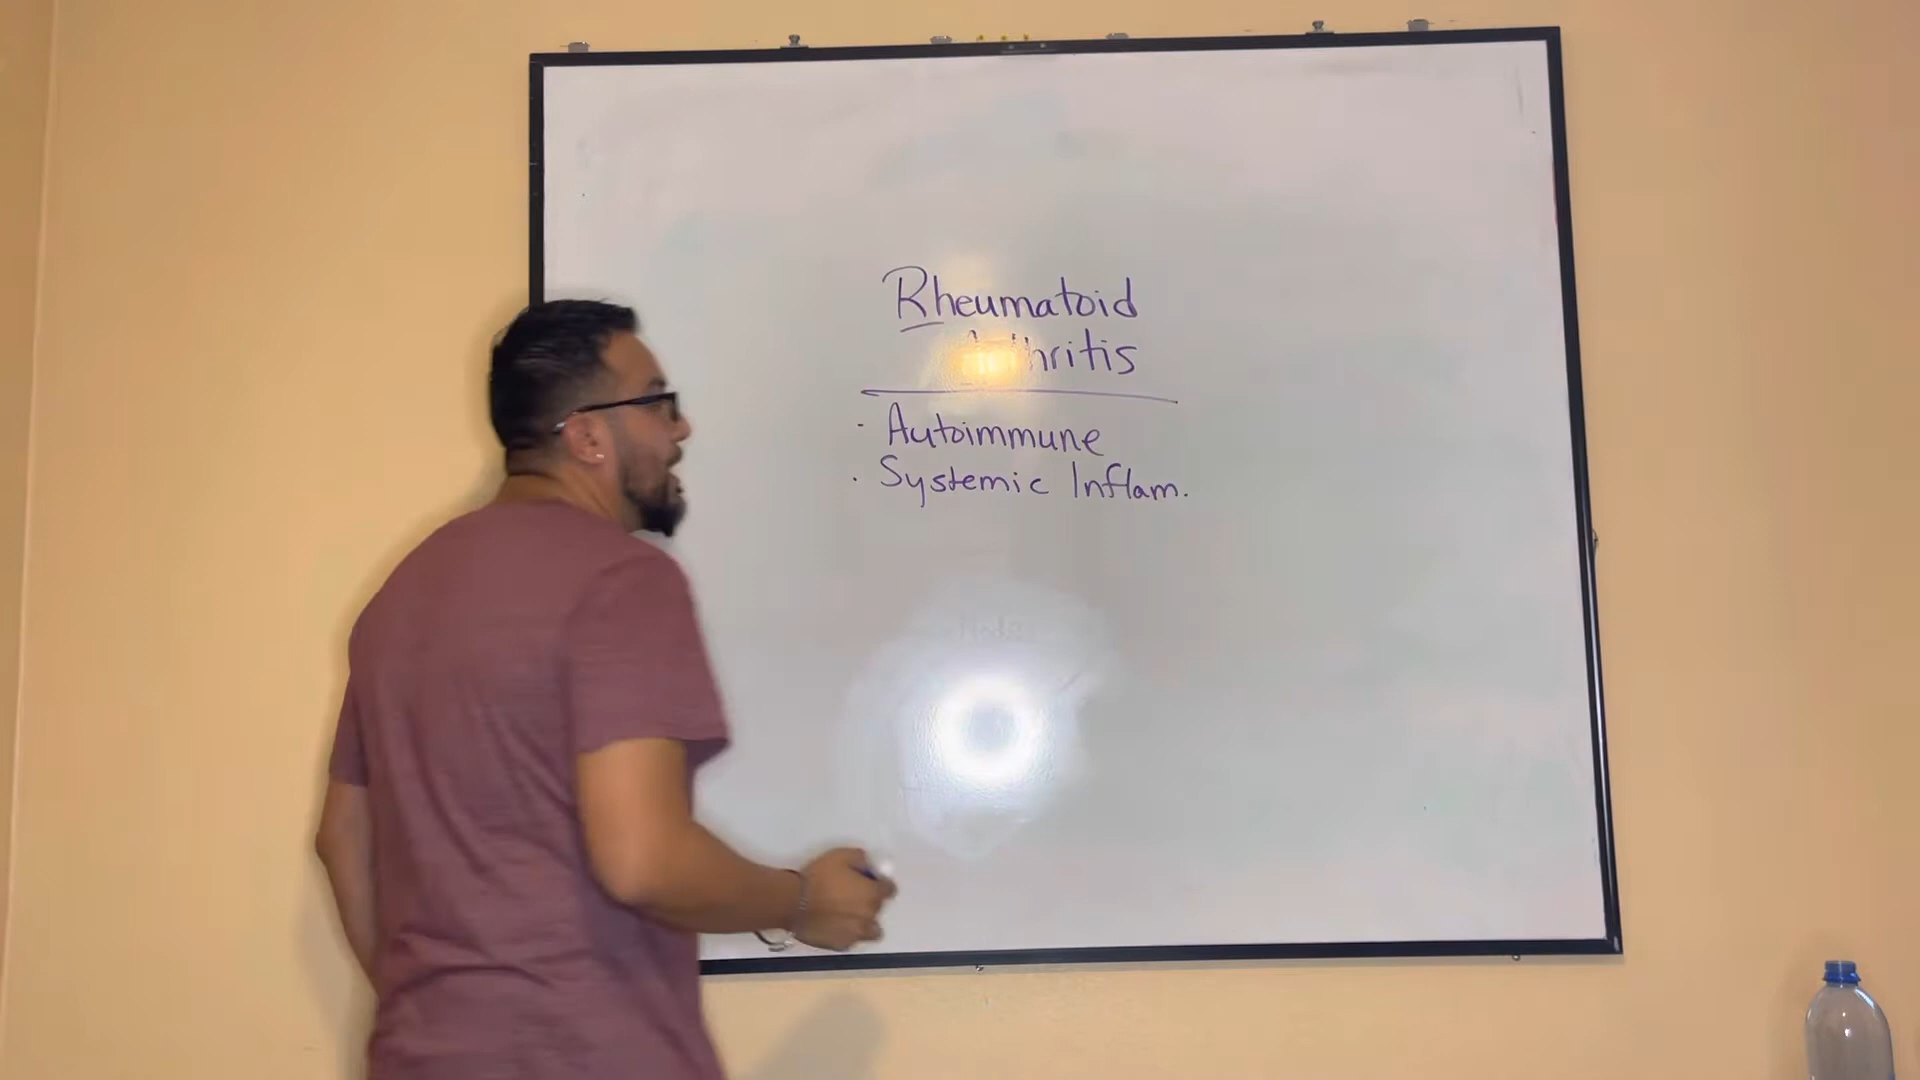 Rheumatoid
Arthritis
· Autoimmune
· Systemic Inflam.